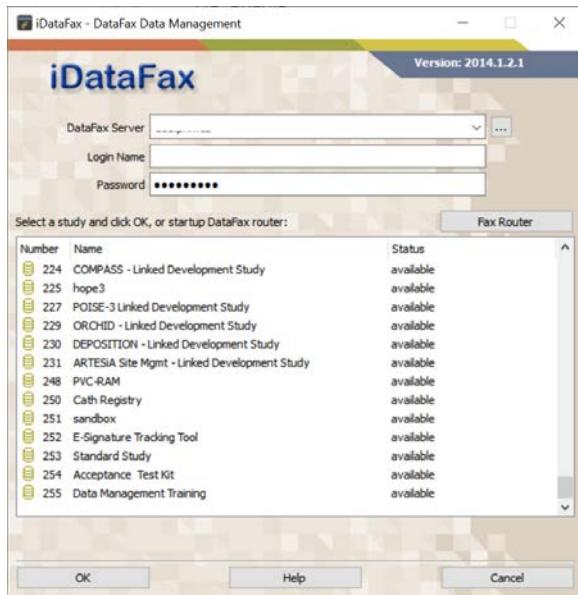 iDataFax - DataFax Data Management
Version: 2014.1.2.1
iDataFax
DataFax Server
Login Name
Password •••••••••
Select a study and click OK, or startup DataFax router: Fax Router
Number Name Status
224 COMPASS - Linked Development Study available
225 hope3 available
227 POISE-3 Linked Development Study available
229 ORCHID - Linked Development Study available
230 DEPOSITION - Linked Development Study available
231 ARTESiA Site Mgmt - Linked Development Study available
248 PVC-RAM available
250 Cath Registry available
251 sandbox available
252 E-Signature Tracking Tool available
253 Standard Study available
254 Acceptance Test Kit available
255 Data Management Training available
OK Help Cancel